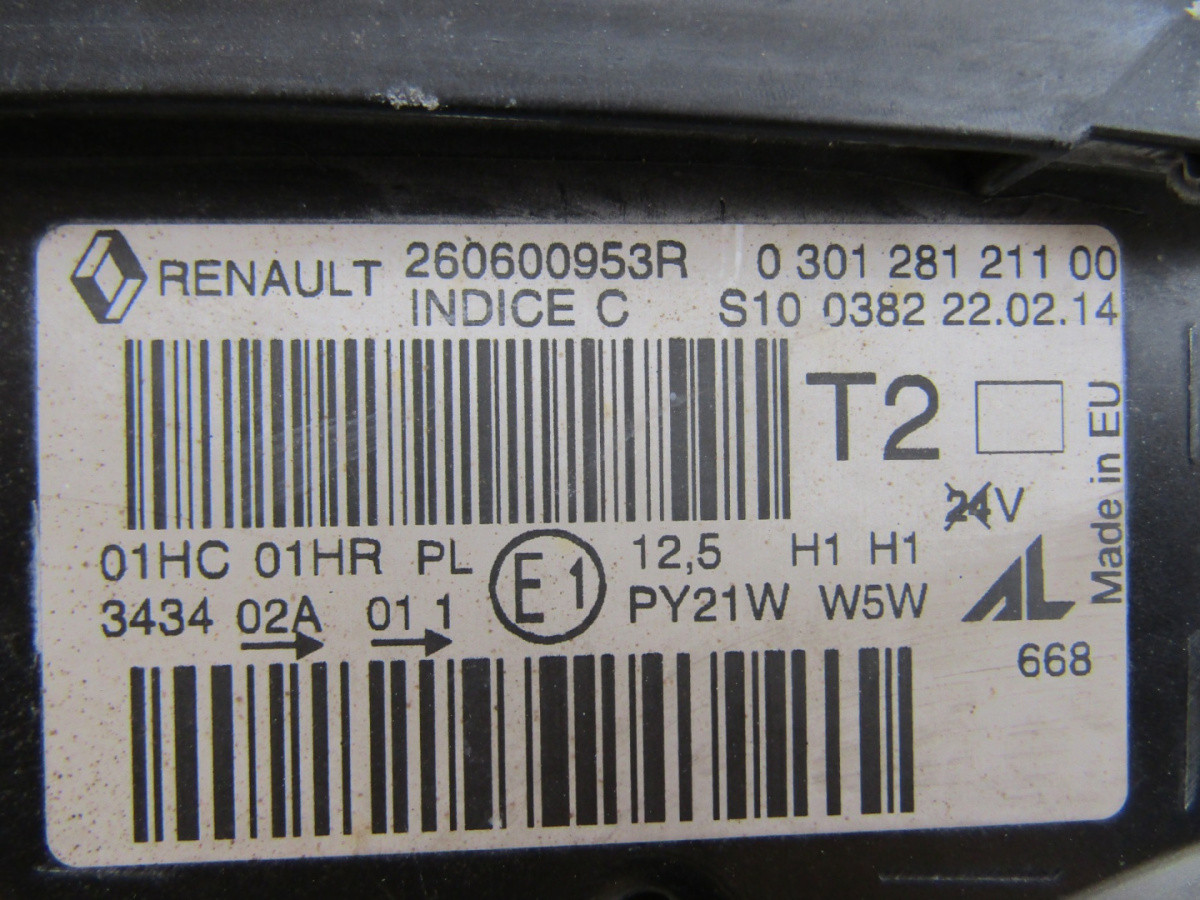 RENAULT 260600953R 0 301 281 211 00
INDICE C S10 0382 22.02.14
T2
24V
Made in EU
01HC 01HR PL E1 12,5 H1 H1
3434 02A 01 1 PY21W W5W AL
668